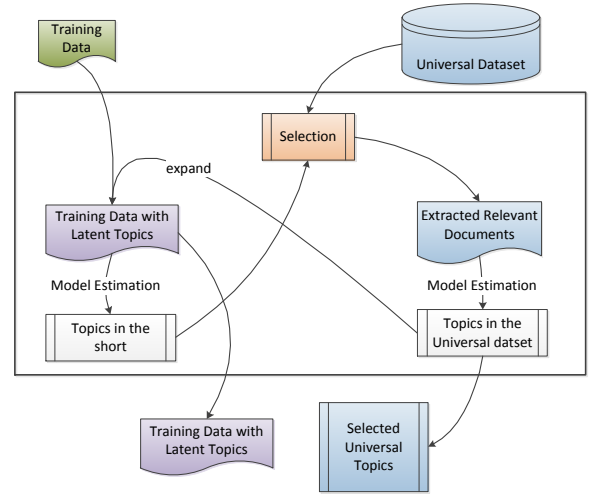 Training
Data
Universal Dataset
Selection
expand
Training Data with
Latent Topics
Extracted Relevant
Documents
Model Estimation
Model Estimation
Topics in the
short
Topics in the
Universal datset
Training Data with
Latent Topics
Selected
Universal
Topics